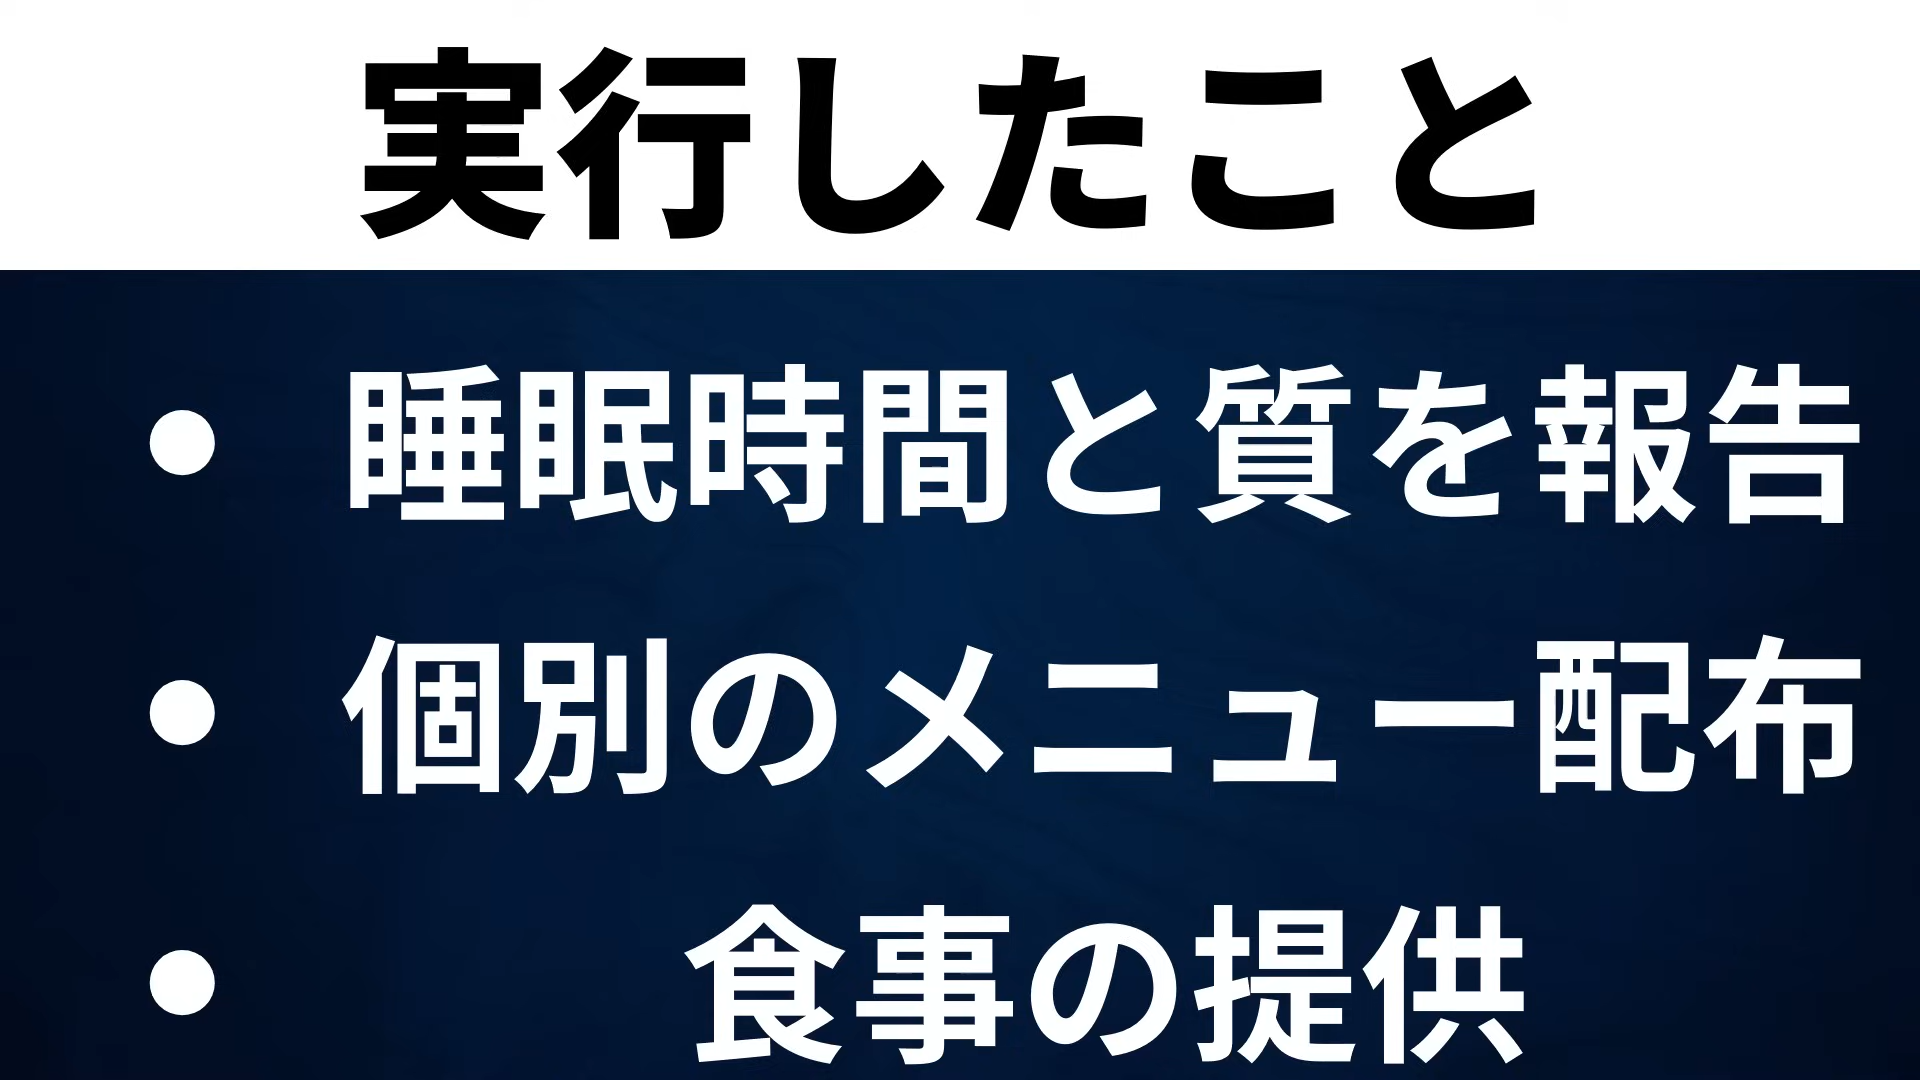 実行したこと
• 睡眠時間と質を報告
• 個別のメニュー配布
• 食事の提供